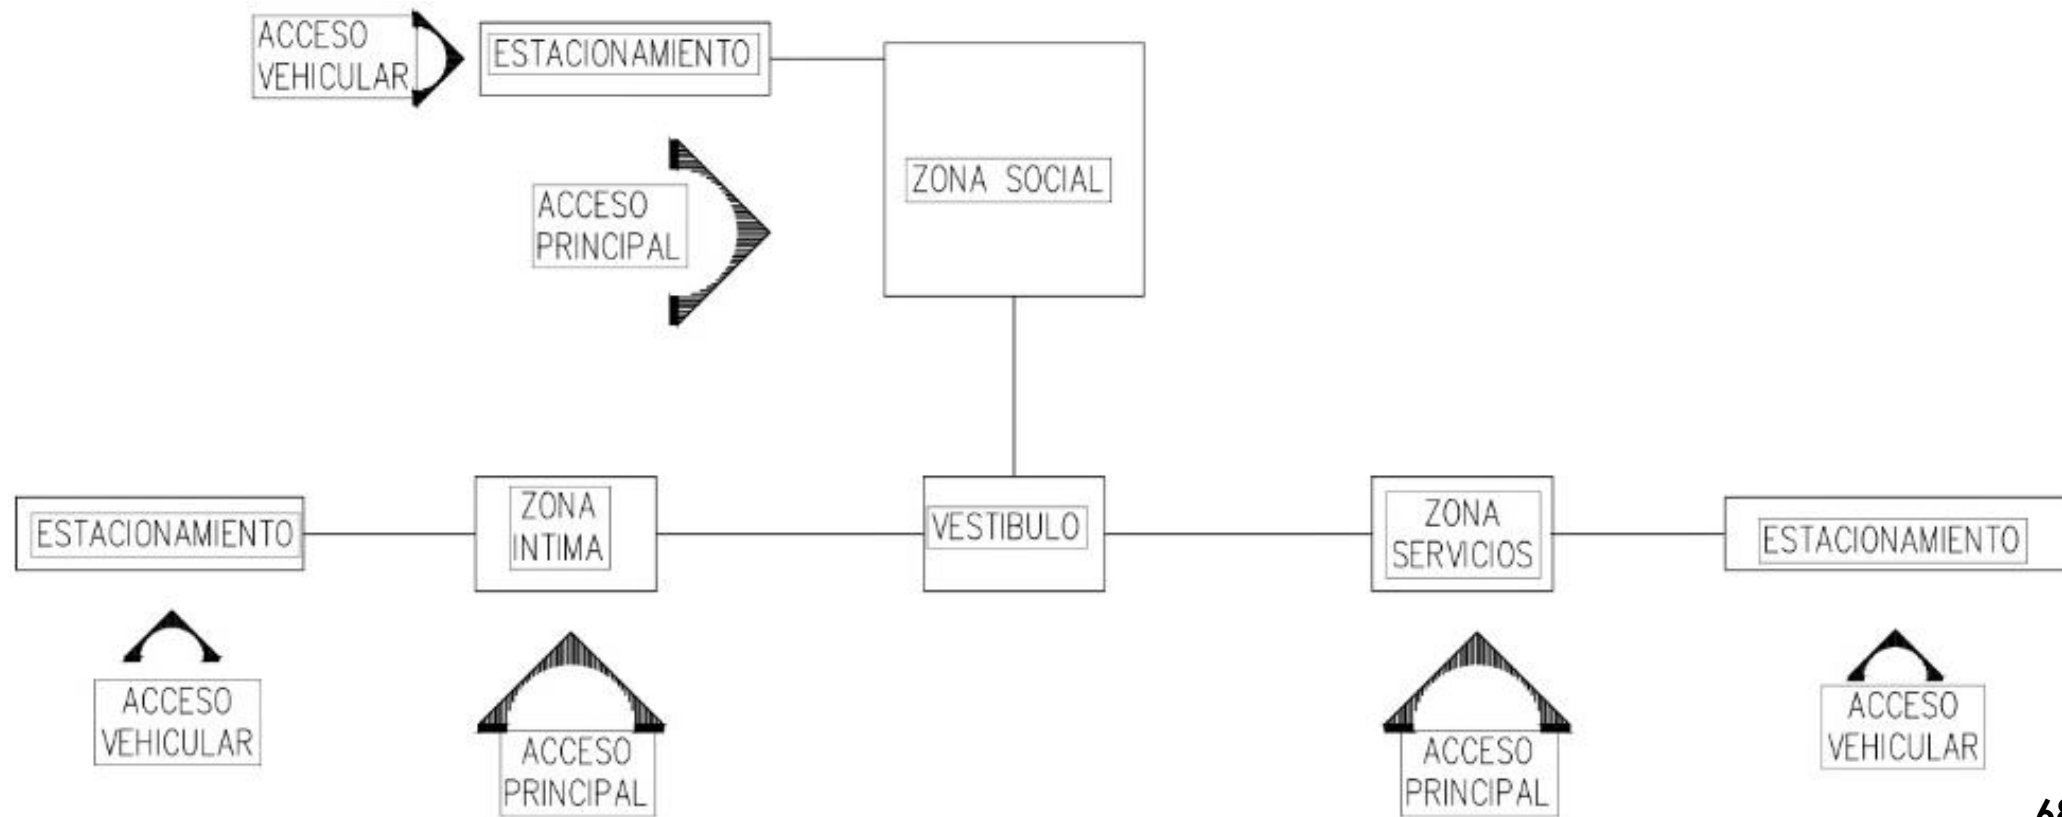 ACCESO
VEHICULAR
ESTACIONAMIENTO
ZONA SOCIAL
ACCESO
PRINCIPAL
ESTACIONAMIENTO
ZONA
INTIMA
VESTIBULO
ZONA
SERVICIOS
ESTACIONAMIENTO
ACCESO
VEHICULAR
ACCESO
PRINCIPAL
ACCESO
PRINCIPAL
ACCESO
VEHICULAR